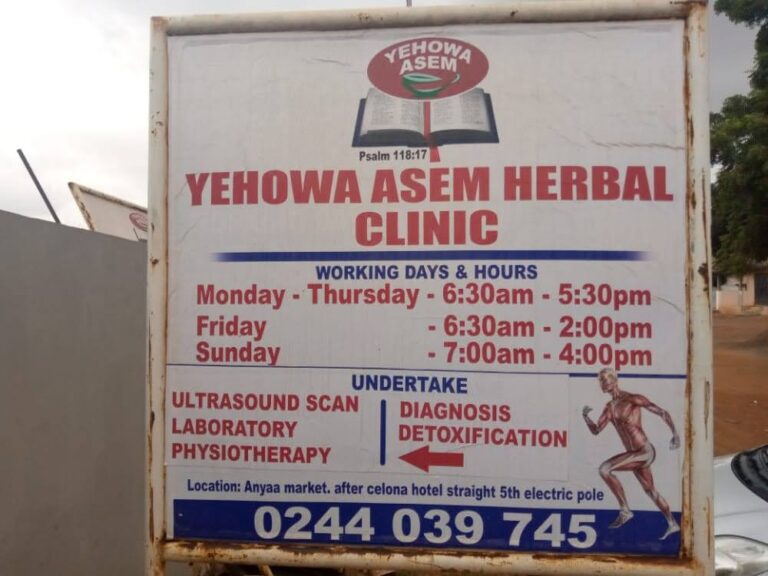 YEHOWA
ASEM
Psalm 118:17
YEHOWA ASEM HERBAL
CLINIC
WORKING DAYS & HOURS
Monday - Thursday - 6:30am - 5:30pm
Friday - 6:30am - 2:00pm
Sunday - 7:00am - 4:00pm
UNDERTAKE
ULTRASOUND SCAN
LABORATORY
PHYSIOTHERAPY
DIAGNOSIS
DETOXIFICATION
Location: Anyaa market. after celona hotel straight 5th electric pole
0244 039 745